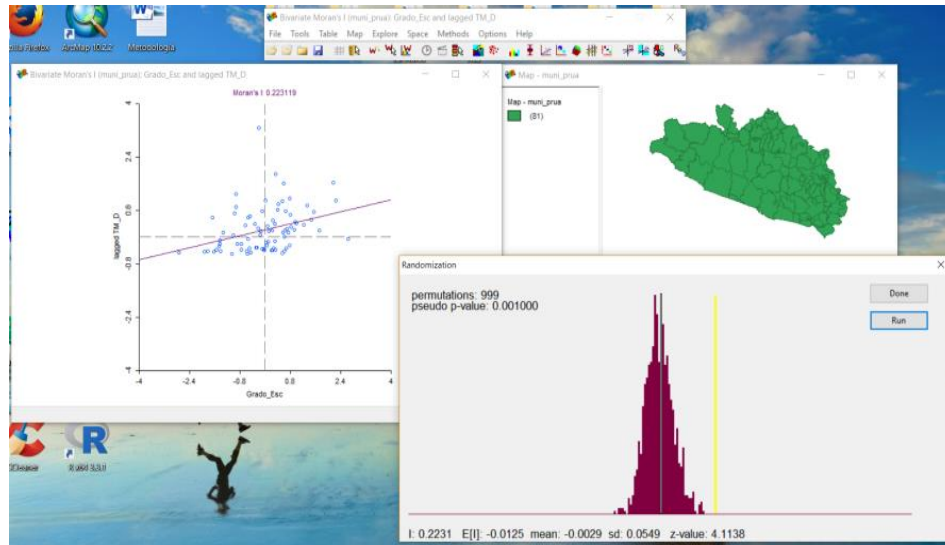 Bivariate Moran's I (muni_prua): Grado_Esc and lagged TM_D
File Tools Table Map Explore Space Methods Options Help
ArcMap 10.2.2
Metodologia
Bivariate Moran's I (muni_prua): Grado_Esc and lagged TM_D
Moran's I: 0.223119
4
2.4
0.8
-0.8
-2.4
-4
lagged TM_D
-4 -2.4 -0.8 0.8 2.4 4
Grado_Esc
Map - muni_prua
Map - muni_prua
(81)
Randomization
permutations: 999
pseudo p-value: 0.001000
Done
Run
I: 0.2231 E[I]: -0.0125 mean: -0.0029 sd: 0.0549 z-value: 4.1138